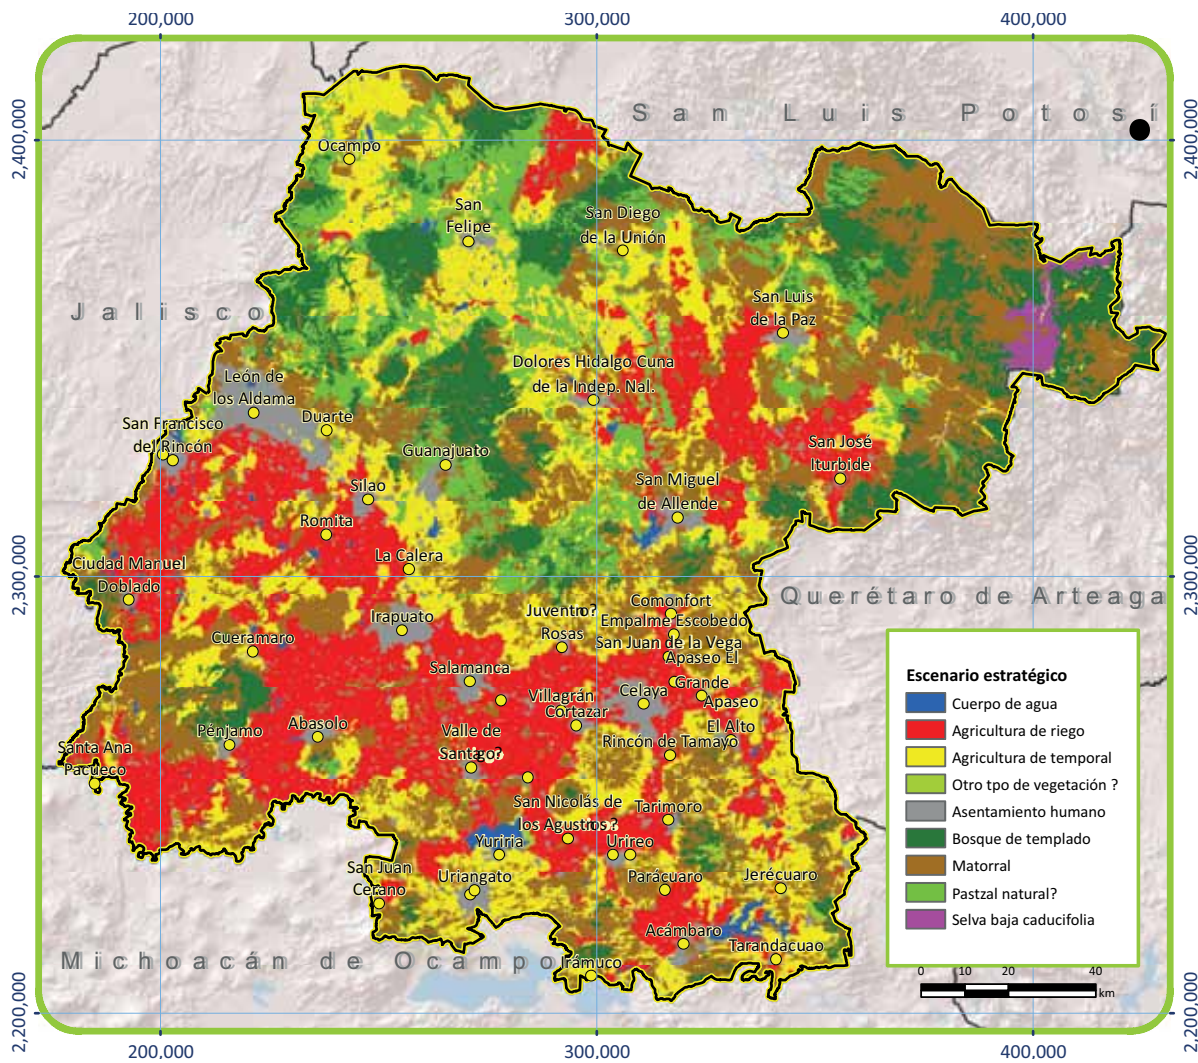 200,000
300,000
400,000
San Luis Potosí
2,400,000
2,400,000
Ocampo
San
Felipe
San Diego
de la Unión
Jalisco
San Luis
de la Paz
Dolores Hidalgo Cuna
de la Indep. Nal.
León de
los Aldama
San Francisco
del Rincón
Duarte
Guanajuato
San José
Iturbide
Silao
San Miguel
de Allende
Romita
La Calera
Ciudad Manuel
Doblado
2,300,000
2,300,000
Querétaro de Arteaga
Irapuato
Juventno?
Rosas
Comonfort
Empalme Escobedo
San Juan de la Vega
Apaseo El
Grande
Cueramaro
Salamanca
Villagrán
Cortazar
Celaya
Apaseo
El Alto
Pénjamo
Abasolo
Valle de
Santago?
Rincón de Tamayo
Santa Ana
Pacueco
San Nicolás de
los Agustnos?
Tarimoro
Yuriria
Urireo
San Juan
Cerano
Uriangato
Parácuaro
Jerécuaro
Acámbaro
Tarandacuao
Irámuco
Michoacán de Ocampo
Escenario estratégico
Cuerpo de agua
Agricultura de riego
Agricultura de temporal
Otro tpo de vegetación ?
Asentamiento humano
Bosque de templado
Matorral
Pastzal natural?
Selva baja caducifolia
0 10 20 40
km
2,200,000
2,200,000
200,000
300,000
400,000